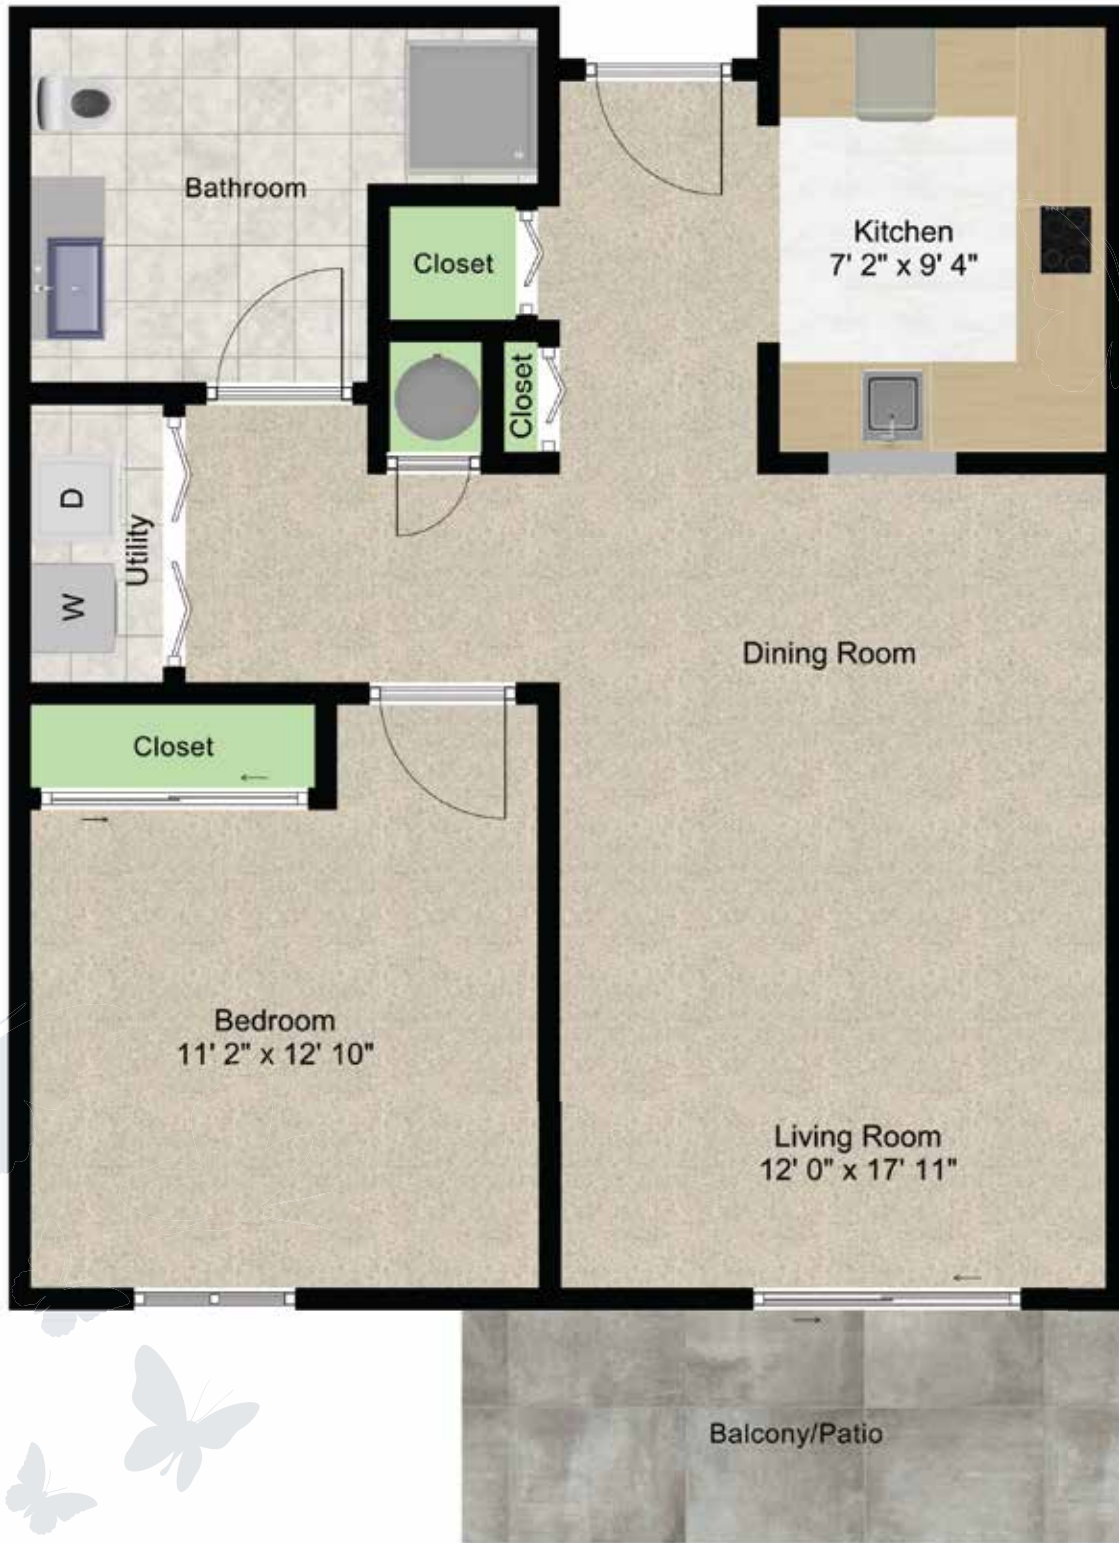 Bathroom
Closet
Kitchen
7' 2" x 9' 4"
Closet
D
Utility
W
Dining Room
Closet
Bedroom
11' 2" x 12' 10"
Living Room
12' 0" x 17' 11"
Balcony/Patio